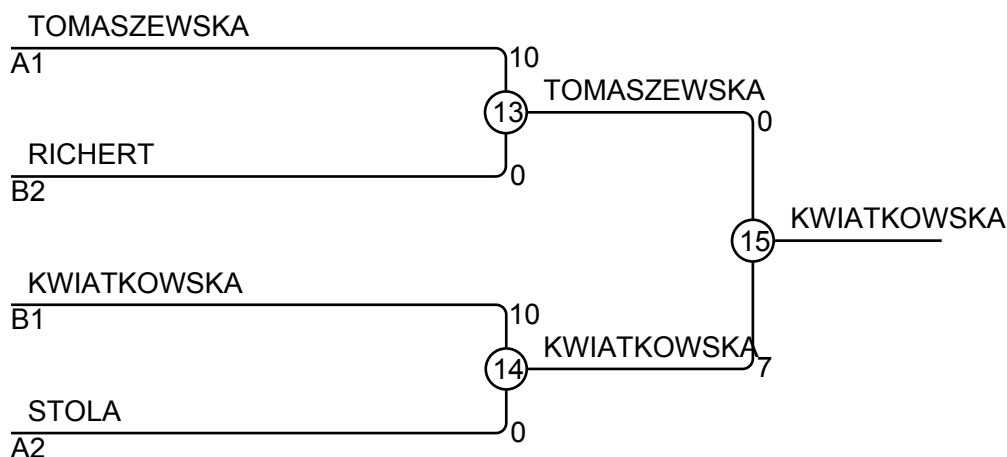 TOMASZEWSKA
A1
10
13
TOMASZEWSKA
0
RICHERT
B2
0
15
KWIATKOWSKA
KWIATKOWSKA
B1
10
14
KWIATKOWSKA
7
STOLA
A2
0